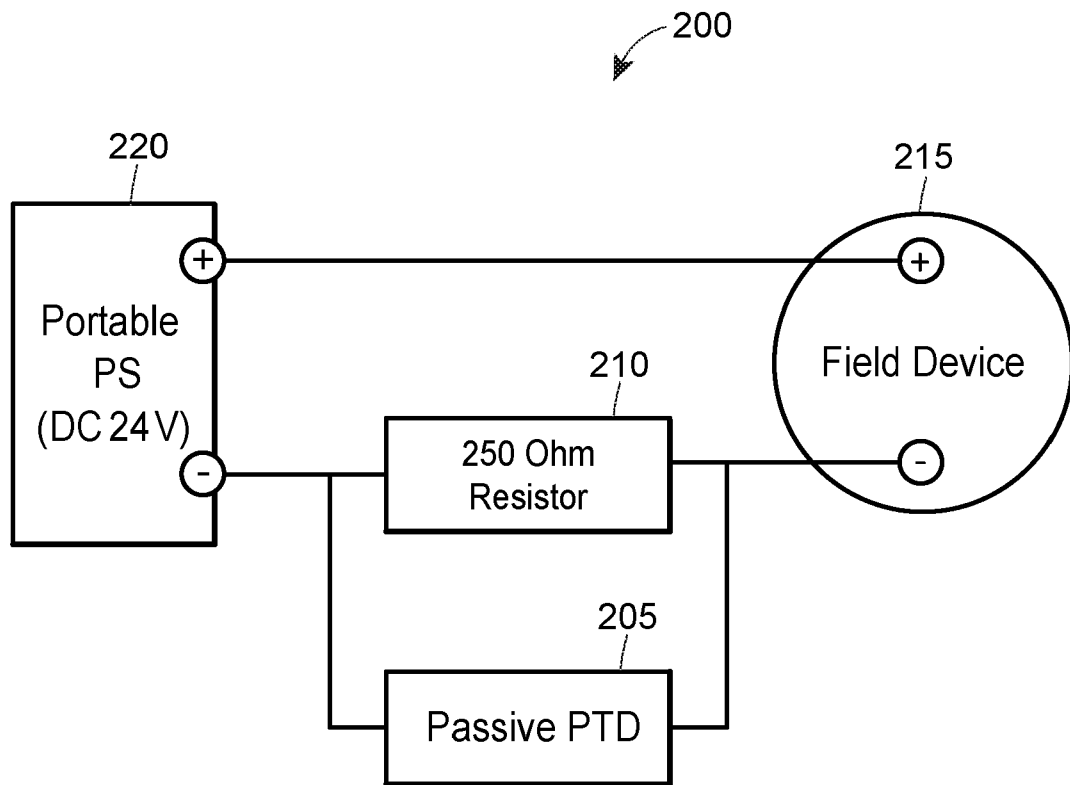 200
220
215
+
+
Portable
PS
(DC 24 V)
Field Device
210
-
250 Ohm
Resistor
-
205
Passive PTD